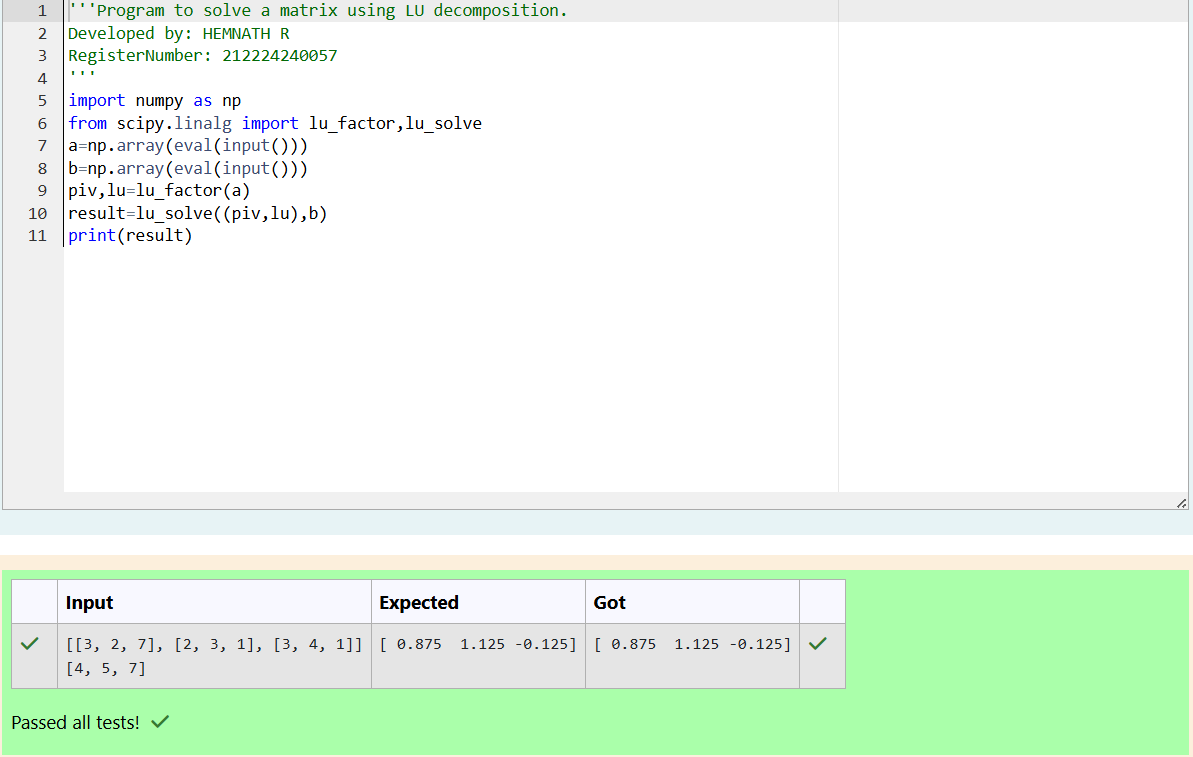 1 '''Program to solve a matrix using LU decomposition.
2 Developed by: HEMNATH R
3 RegisterNumber: 212224240057
4 '''
5 import numpy as np
6 from scipy.linalg import lu_factor,lu_solve
7 a=np.array(eval(input()))
8 b=np.array(eval(input()))
9 piv,lu=lu_factor(a)
10 result=lu_solve((piv,lu),b)
11 print(result)
Input Expected Got
[[3, 2, 7], [2, 3, 1], [3, 4, 1]] [ 0.875  1.125 -0.125] [ 0.875  1.125 -0.125]
[4, 5, 7]
Passed all tests!